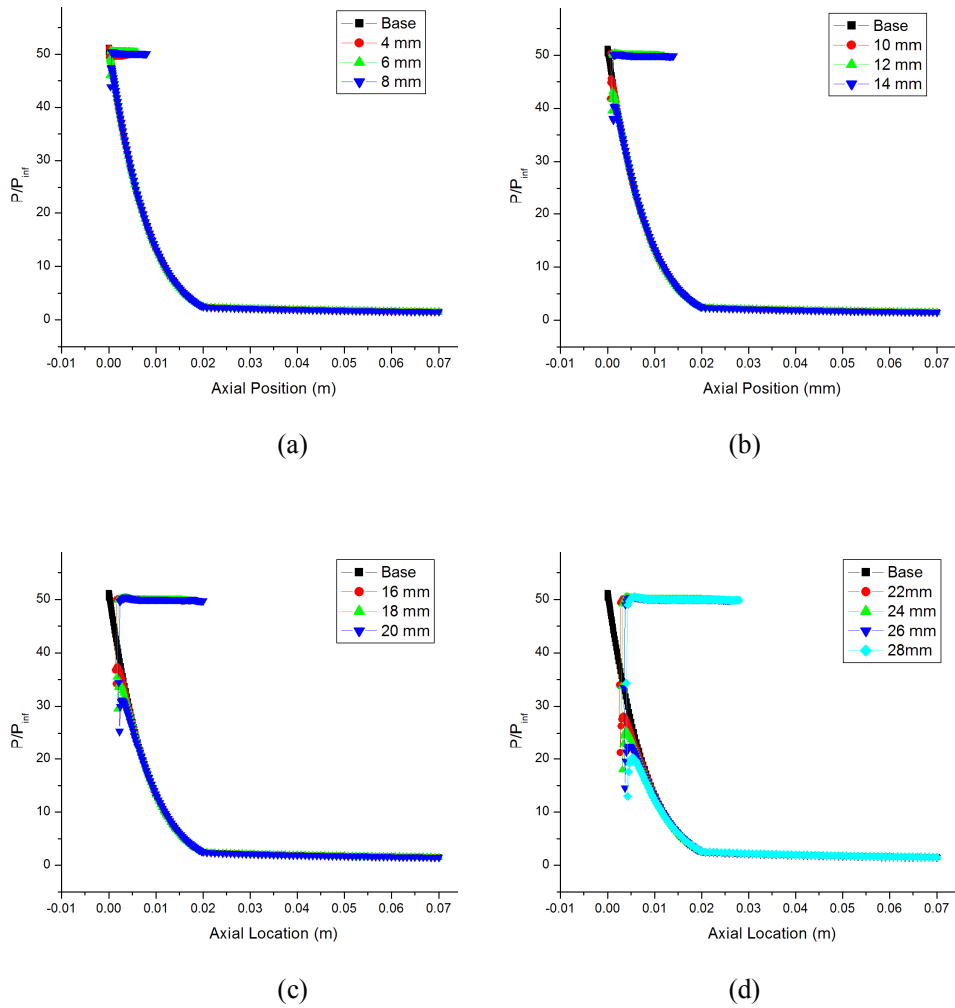 Base
4 mm
6 mm
8 mm
50
40
30
20
10
0
P/P_inf
-0.01 0.00 0.01 0.02 0.03 0.04 0.05 0.06 0.07
Axial Position (m)
(a)
Base
10 mm
12 mm
14 mm
50
40
30
20
10
0
P/P_inf
-0.01 0.00 0.01 0.02 0.03 0.04 0.05 0.06 0.07
Axial Position (mm)
(b)
Base
16 mm
18 mm
20 mm
50
40
30
20
10
0
P/P_inf
-0.01 0.00 0.01 0.02 0.03 0.04 0.05 0.06 0.07
Axial Location (m)
(c)
Base
22mm
24 mm
26 mm
28mm
50
40
30
20
10
0
P/P_inf
-0.01 0.00 0.01 0.02 0.03 0.04 0.05 0.06 0.07
Axial Location (m)
(d)